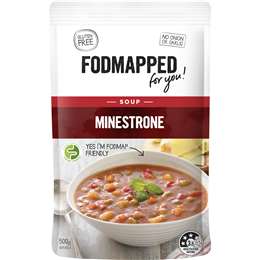 GLUTEN
FREE
NO ONION
OR GARLIC
FODMAPPED
for you!
SOUP
MINESTRONE
YES I'M FODMAP
FRIENDLY
500g